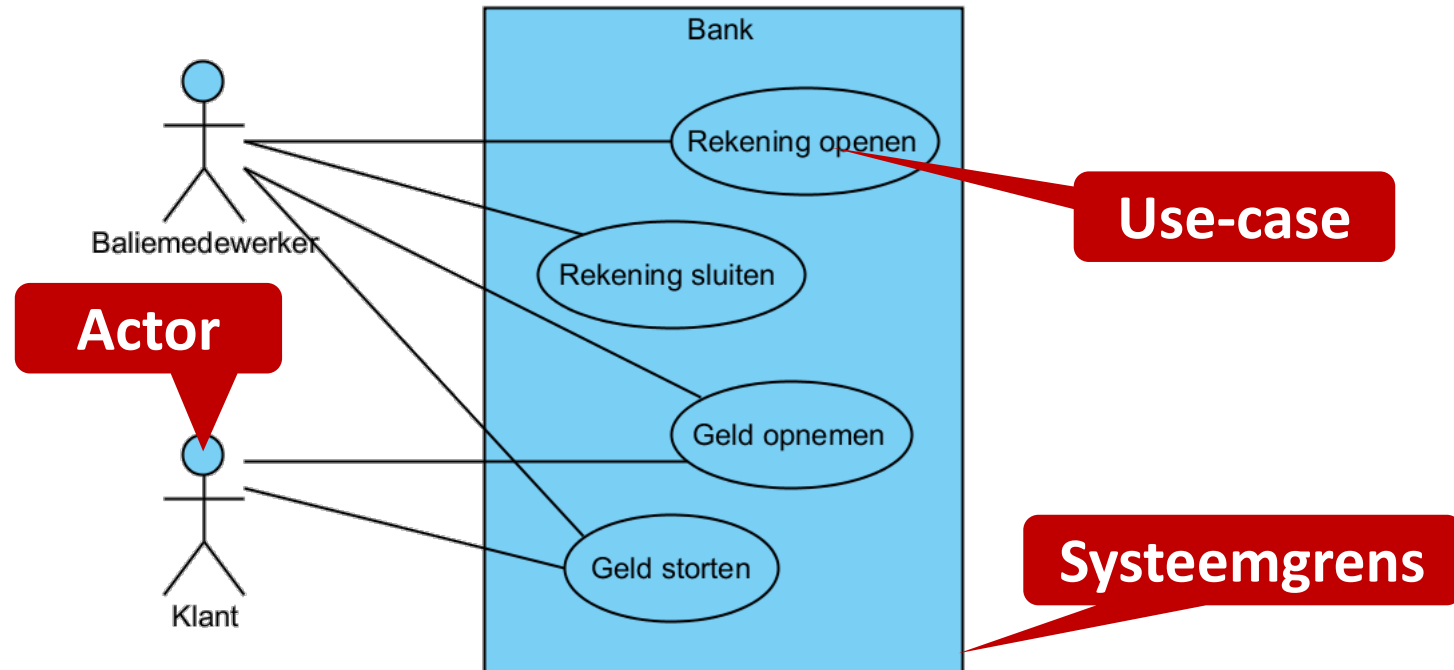 Bank
Rekening openen
Use-case
Baliemedewerker
Rekening sluiten
Actor
Geld opnemen
Systeemgrens
Geld storten
Klant